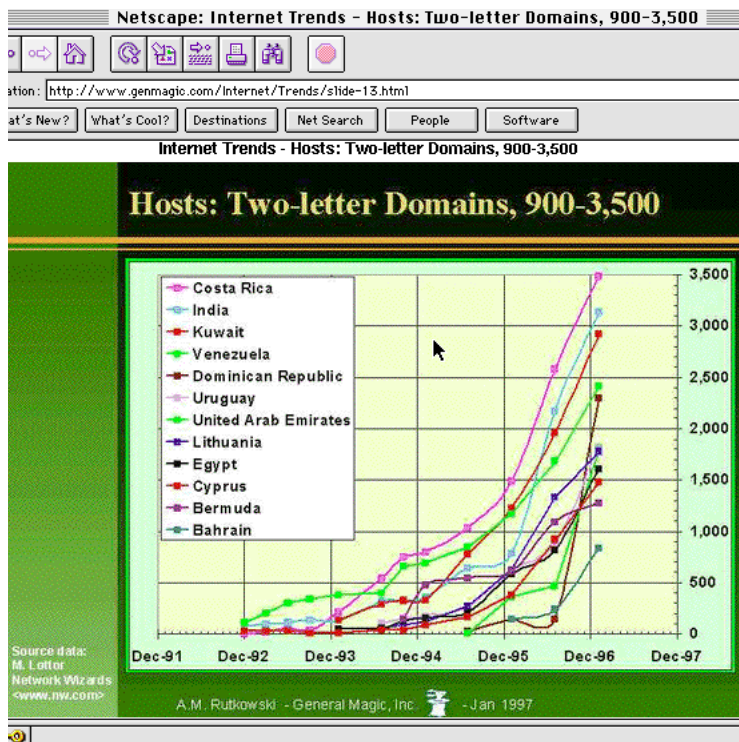 Netscape: Internet Trends - Hosts: Two-letter Domains, 900-3,500
ation: http://www.genmagic.com/Internet/Trends/slide-13.html
at's New? What's Cool? Destinations Net Search People Software
Internet Trends - Hosts: Two-letter Domains, 900-3,500
Hosts: Two-letter Domains, 900-3,500
Costa Rica
India
Kuwait
Venezuela
Dominican Republic
Uruguay
United Arab Emirates
Lithuania
Egypt
Cyprus
Bermuda
Bahrain
3,500
3,000
2,500
2,000
1,500
1,000
500
0
Dec-91 Dec-92 Dec-93 Dec-94 Dec-95 Dec-96 Dec-97
Source data:
M. Lottor
Network Wizards
<www.nw.com>
A.M. Rutkowski - General Magic, Inc. - Jan 1997